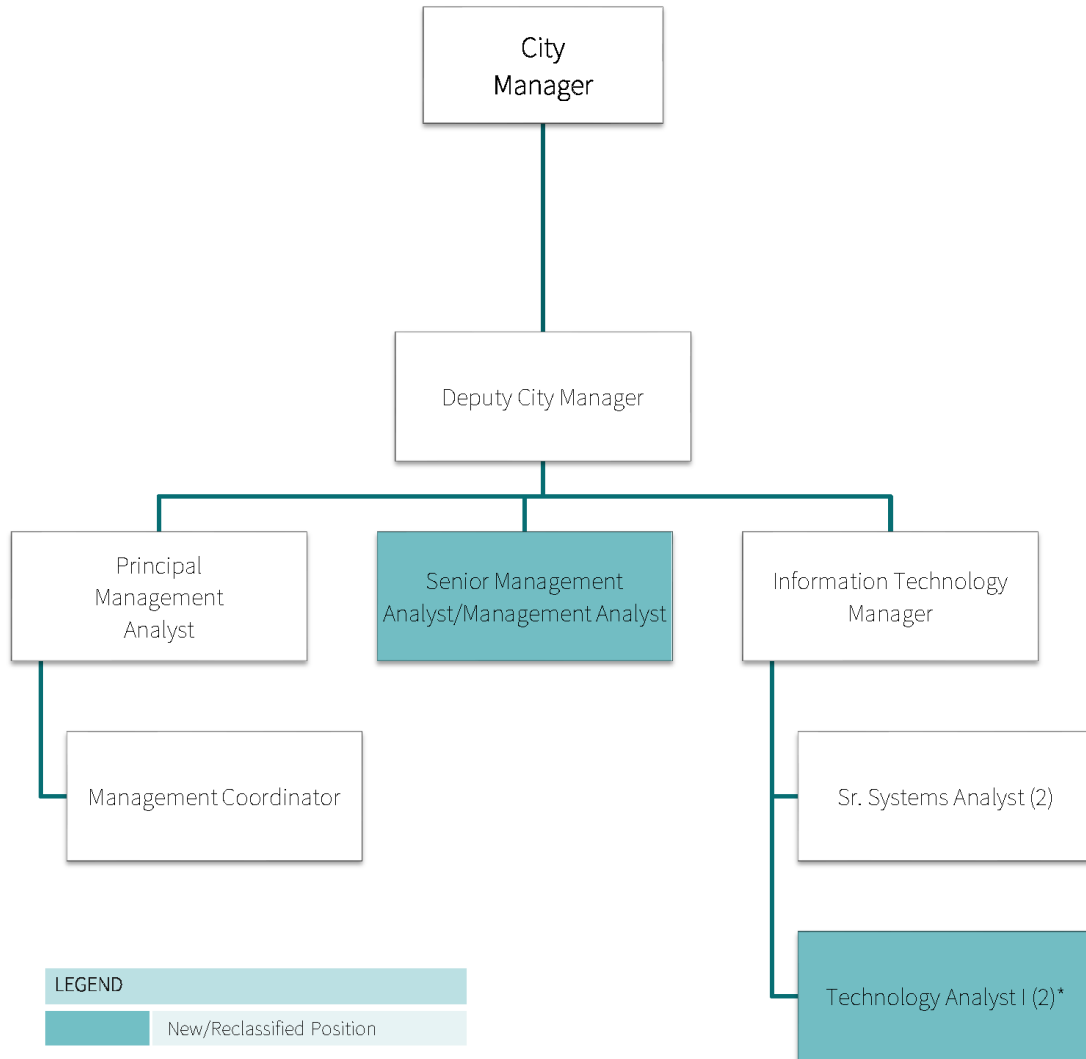 City
Manager
Deputy City Manager
Principal
Management
Analyst
Senior Management
Analyst/Management Analyst
Information Technology
Manager
Management Coordinator
Sr. Systems Analyst (2)
Technology Analyst I (2)*
LEGEND
New/Reclassified Position